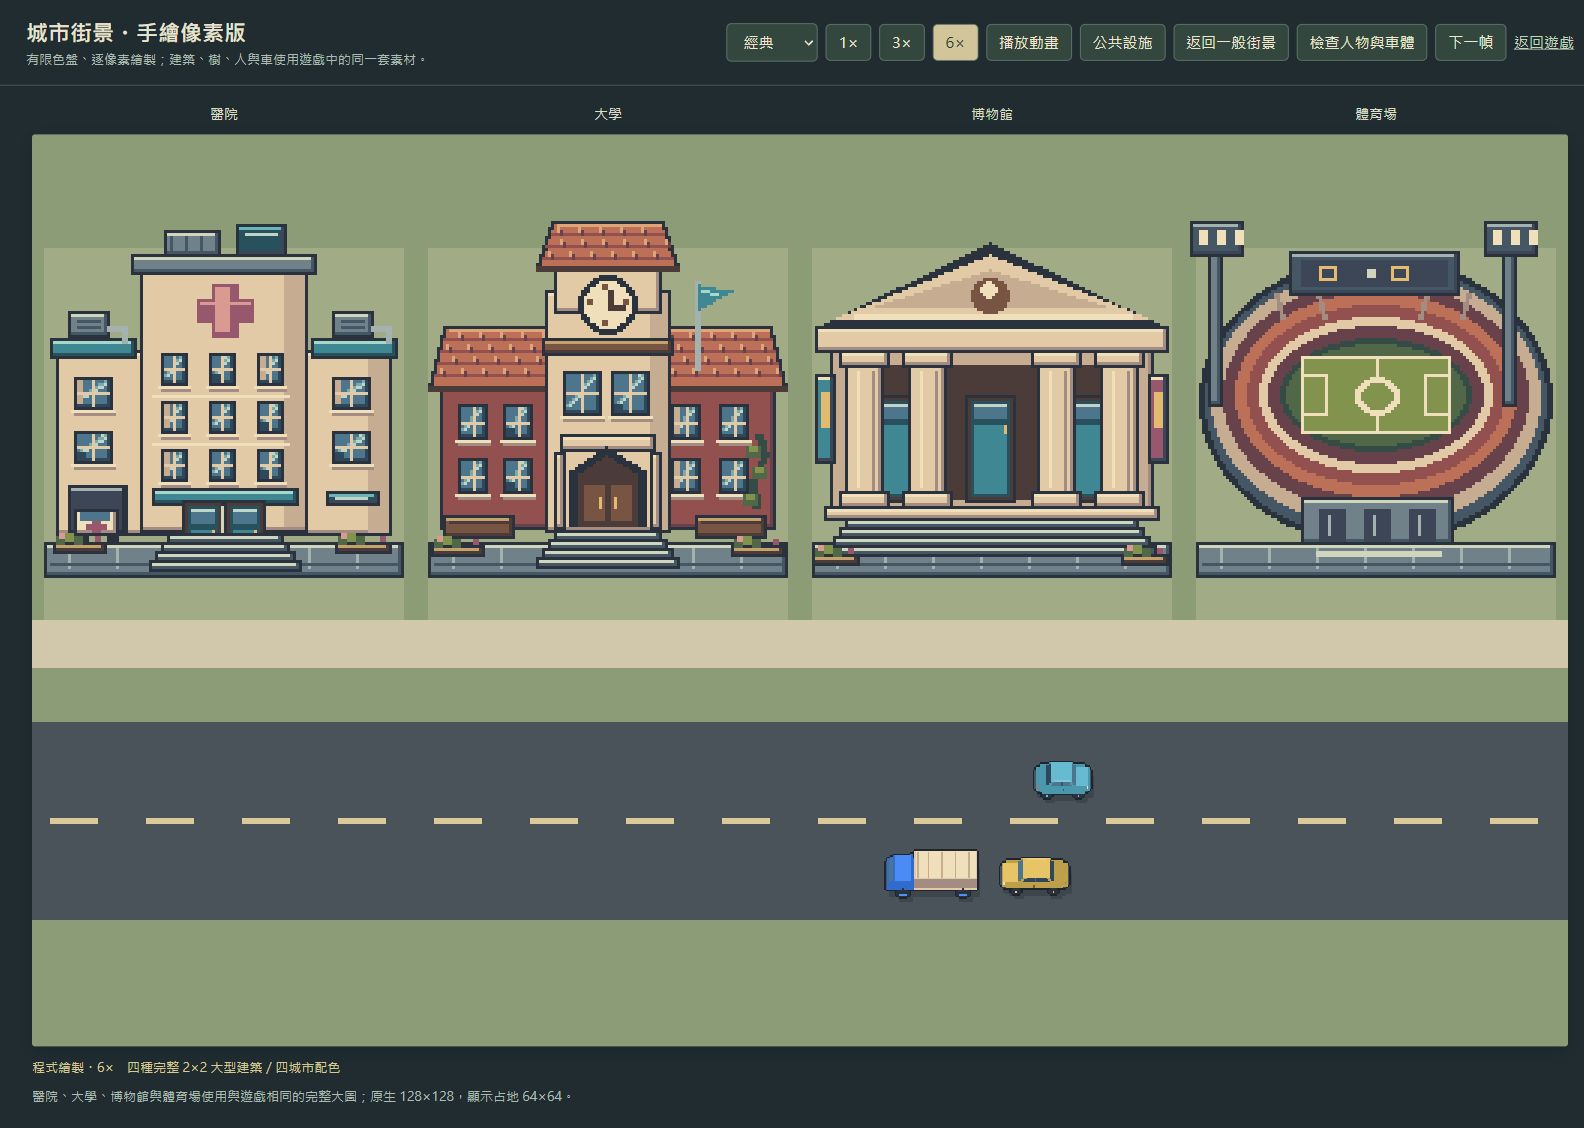 城市街景・手繪像素版
有限色盤、逐像素繪製；建築、樹、人與車使用遊戲中的同一套素材。
經典
1×
3×
6×
播放動畫
公共設施
返回一般街景
檢查人物與車體
下一幀
返回遊戲
醫院
大學
博物館
體育場
程式繪製・6×　四種完整 2×2 大型建築 / 四城市配色
醫院、大學、博物館與體育場使用與遊戲相同的完整大圖；原生 128×128，顯示占地 64×64。